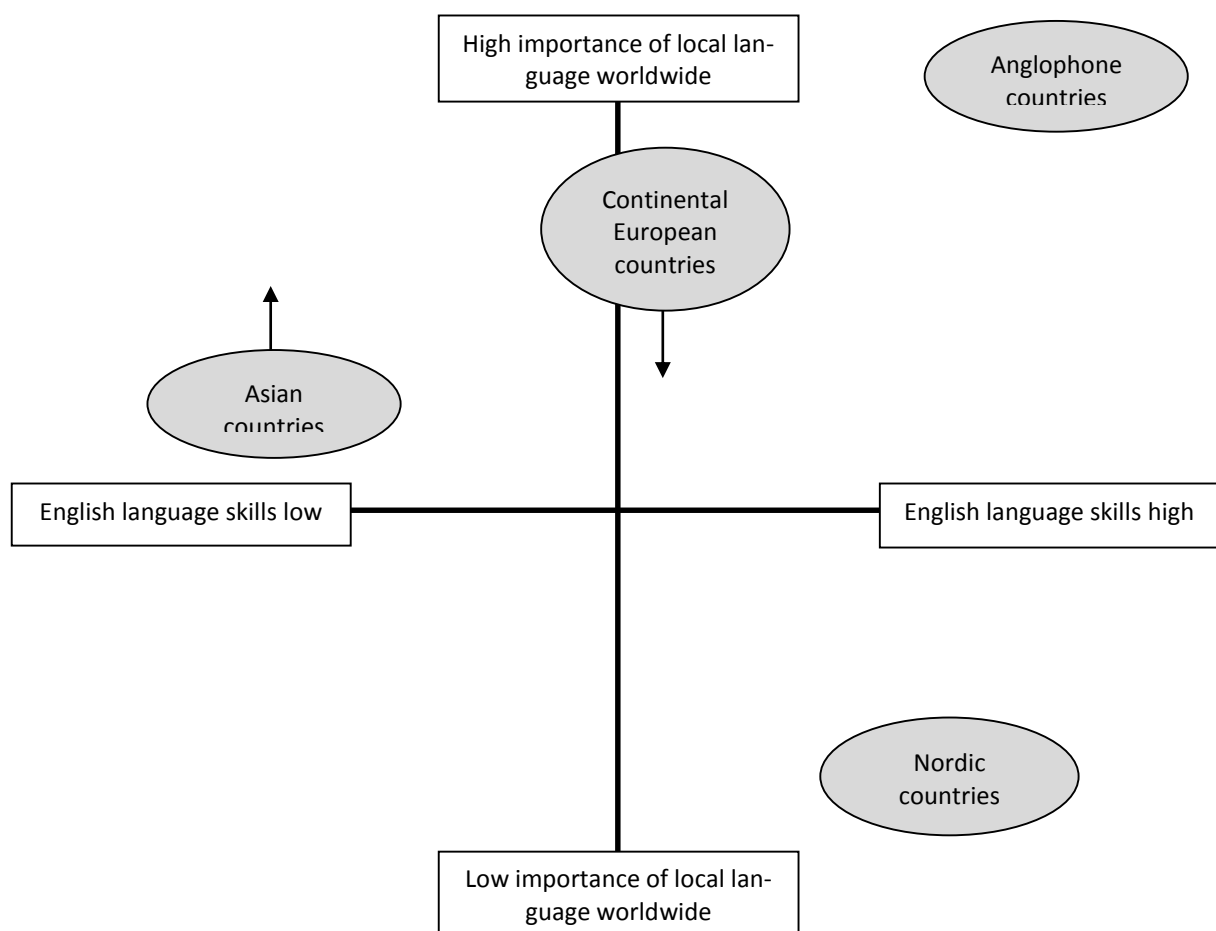 High importance of local lan-
guage worldwide
Anglophone
countries
Continental
European
countries
Asian
countries
English language skills low
English language skills high
Nordic
countries
Low importance of local lan-
guage worldwide